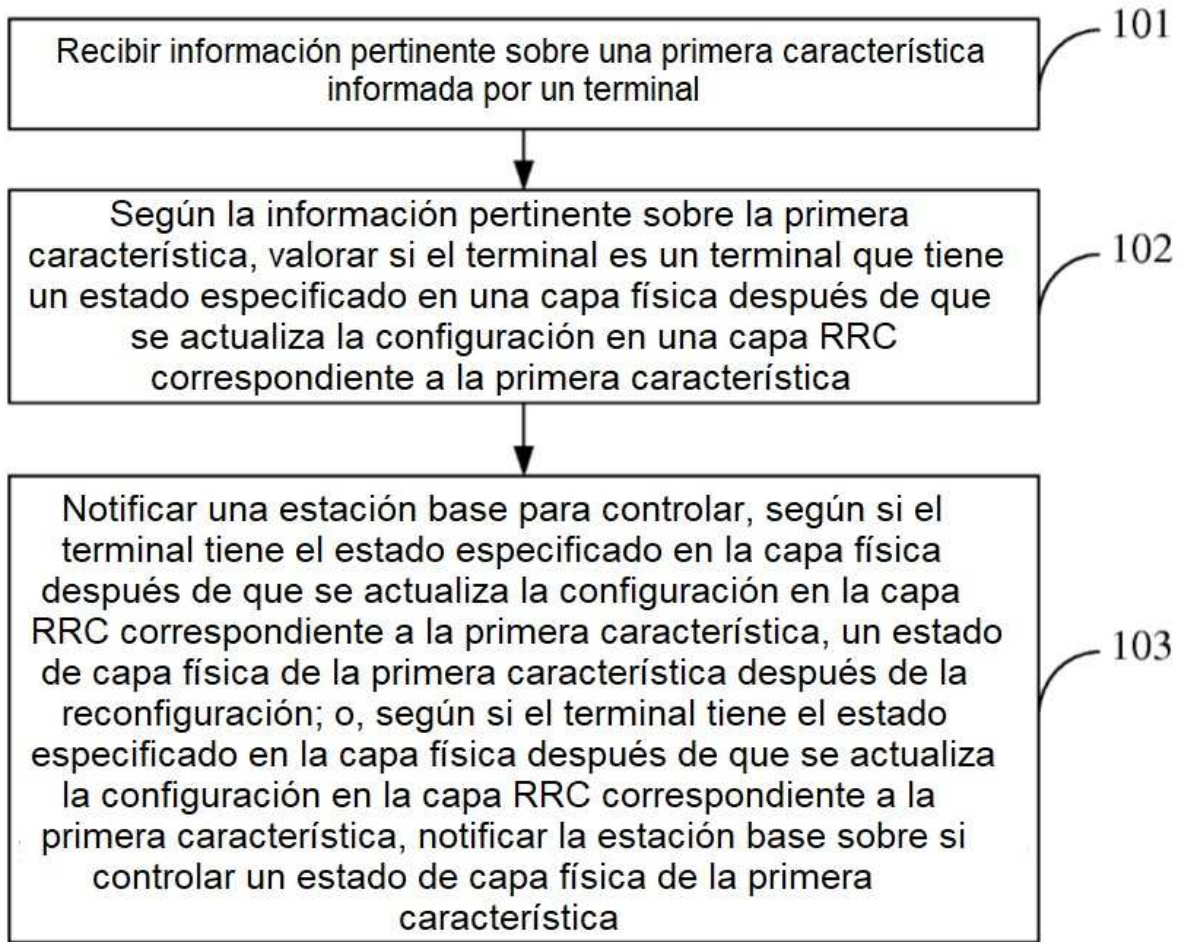 Recibir información pertinente sobre una primera característica
informada por un terminal
101
Según la información pertinente sobre la primera
característica, valorar si el terminal es un terminal que tiene
un estado especificado en una capa física después de que
se actualiza la configuración en una capa RRC
correspondiente a la primera característica
102
Notificar una estación base para controlar, según si el
terminal tiene el estado especificado en la capa física
después de que se actualiza la configuración en la capa
RRC correspondiente a la primera característica, un estado
de capa física de la primera característica después de la
reconfiguración; o, según si el terminal tiene el estado
especificado en la capa física después de que se actualiza
la configuración en la capa RRC correspondiente a la
primera característica, notificar la estación base sobre si
controlar un estado de capa física de la primera
característica
103